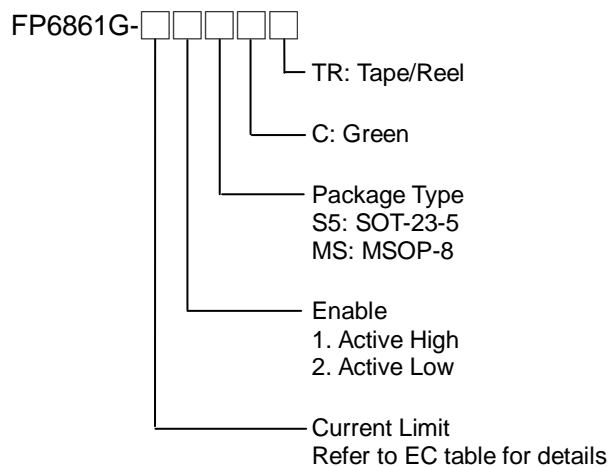 FP6861G-
TR: Tape/Reel
C: Green
Package Type
S5: SOT-23-5
MS: MSOP-8
Enable
1. Active High
2. Active Low
Current Limit
Refer to EC table for details